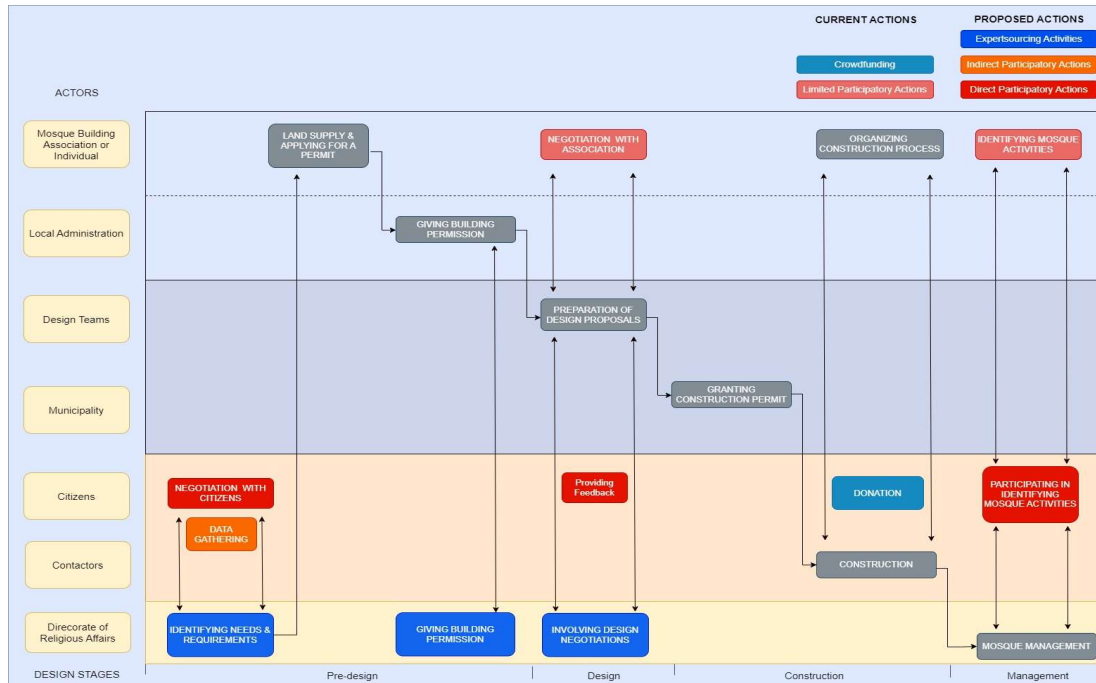 CURRENT ACTIONS
PROPOSED ACTIONS
Expertsourcing Activities
Crowdfunding
Indirect Participatory Actions
Limited Participatory Actions
Direct Participatory Actions
ACTORS
Mosque Building
Association or
Individual
LAND SUPPLY &
APPLYING FOR A
PERMIT
NEGOTIATION WITH
ASSOCIATION
ORGANIZING
CONSTRUCTION PROCESS
IDENTIFYING MOSQUE
ACTIVITIES
Local Administration
GIVING BUILDING
PERMISSION
Design Teams
PREPARATION OF
DESIGN PROPOSALS
Municipality
GRANTING
CONSTRUCTION PERMIT
Citizens
NEGOTIATION WITH
CITIZENS
Providing
Feedback
DONATION
PARTICIPATING IN
IDENTIFYING
MOSQUE ACTIVITIES
DATA
GATHERING
Contactors
CONSTRUCTION
Direcorate of
Religious Affairs
IDENTIFYING NEEDS &
REQUIREMENTS
GIVING BUILDING
PERMISSION
INVOLVING DESIGN
NEGOTIATIONS
MOSQUE MANAGEMENT
DESIGN STAGES
Pre-design
Design
Construction
Management